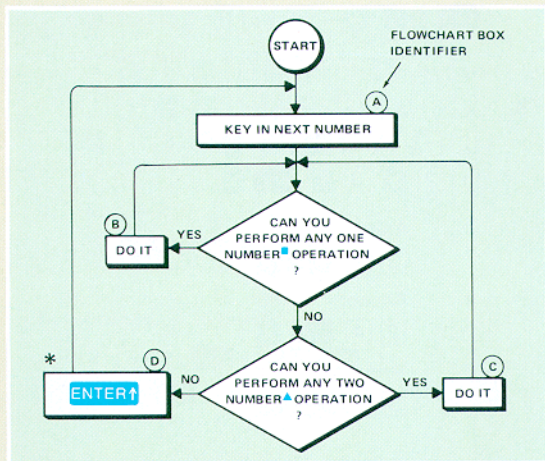 START
FLOWCHART BOX
IDENTIFIER
A
KEY IN NEXT NUMBER
B
YES
DO IT
CAN YOU
PERFORM ANY ONE
NUMBER■ OPERATION
?
NO
*
D
ENTER↑
NO
CAN YOU
PERFORM ANY TWO
NUMBER▲ OPERATION
?
YES
C
DO IT